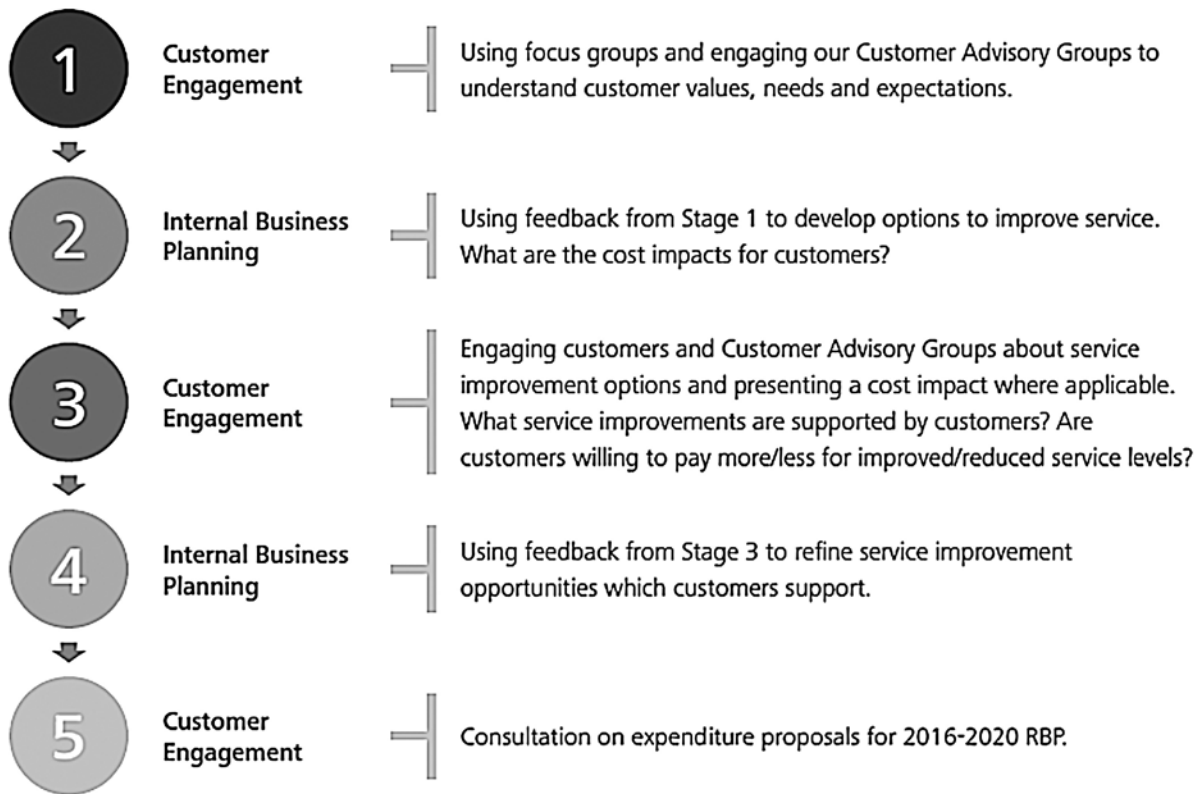 1
Customer
Engagement
Using focus groups and engaging our Customer Advisory Groups to
understand customer values, needs and expectations.
2
Internal Business
Planning
Using feedback from Stage 1 to develop options to improve service.
What are the cost impacts for customers?
3
Customer
Engagement
Engaging customers and Customer Advisory Groups about service
improvement options and presenting a cost impact where applicable.
What service improvements are supported by customers? Are
customers willing to pay more/less for improved/reduced service levels?
4
Internal Business
Planning
Using feedback from Stage 3 to refine service improvement
opportunities which customers support.
5
Customer
Engagement
Consultation on expenditure proposals for 2016-2020 RBP.